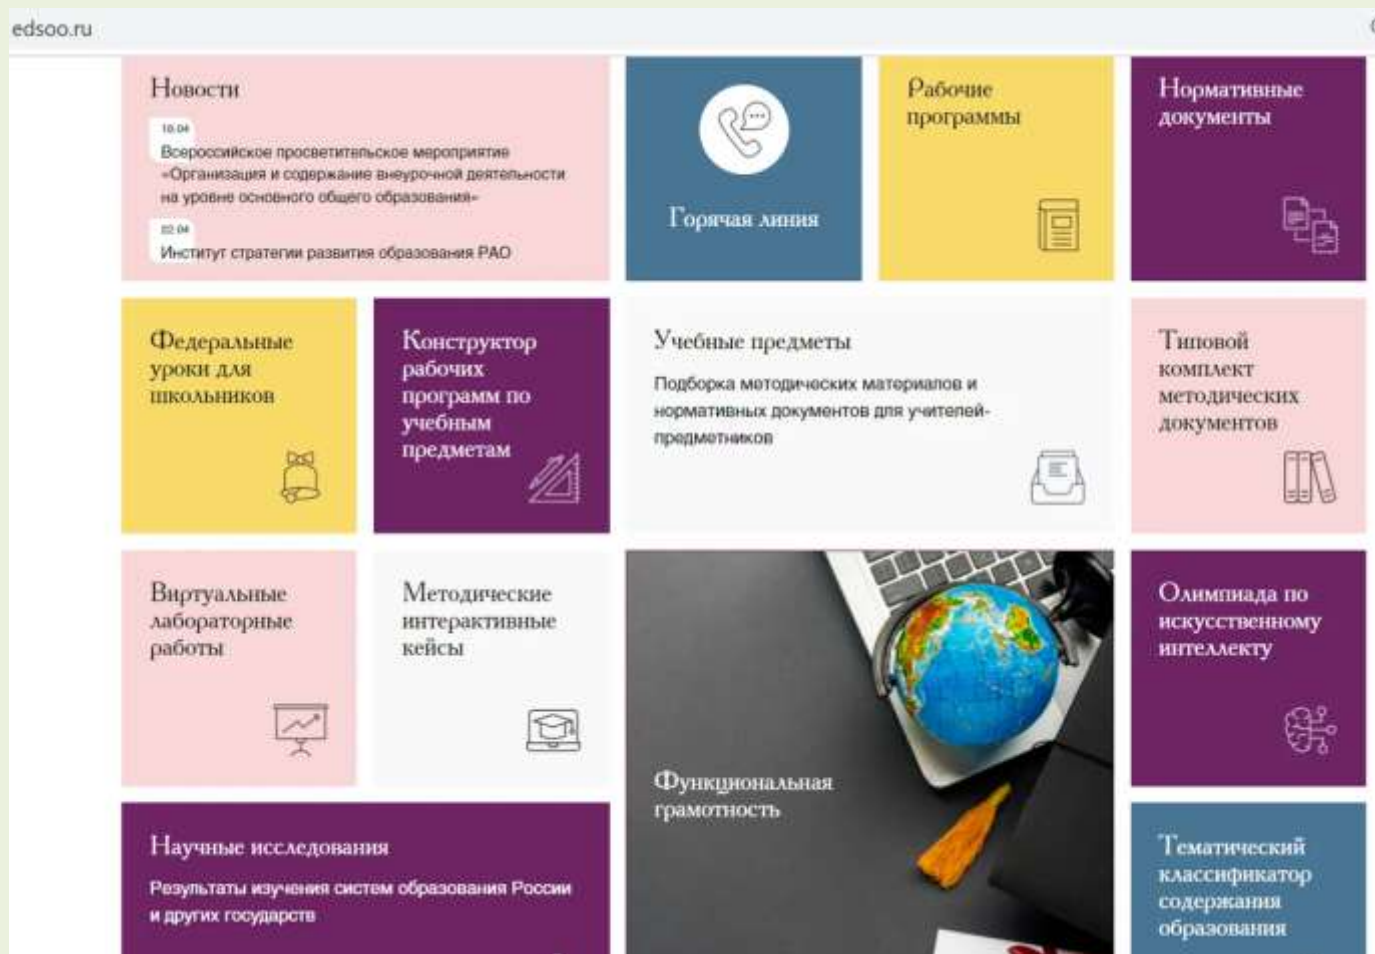 edsoo.ru
Новости
18.04
Всероссийское просветительское мероприятие
«Организация и содержание внеурочной деятельности
на уровне основного общего образования»
22.04
Институт стратегии развития образования РАО
Горячая линия
Рабочие
программы
Нормативные
документы
Федеральные
уроки для
школьников
Конструктор
рабочих
программ по
учебным
предметам
Учебные предметы
Подборка методических материалов и
нормативных документов для учителей-
предметников
Типовой
комплект
методических
документов
Виртуальные
лабораторные
работы
Методические
интерактивные
кейсы
Функциональная
грамотность
Олимпиада по
искусственному
интеллекту
Научные исследования
Результаты изучения систем образования России
и других государств
Тематический
классификатор
содержания
образования